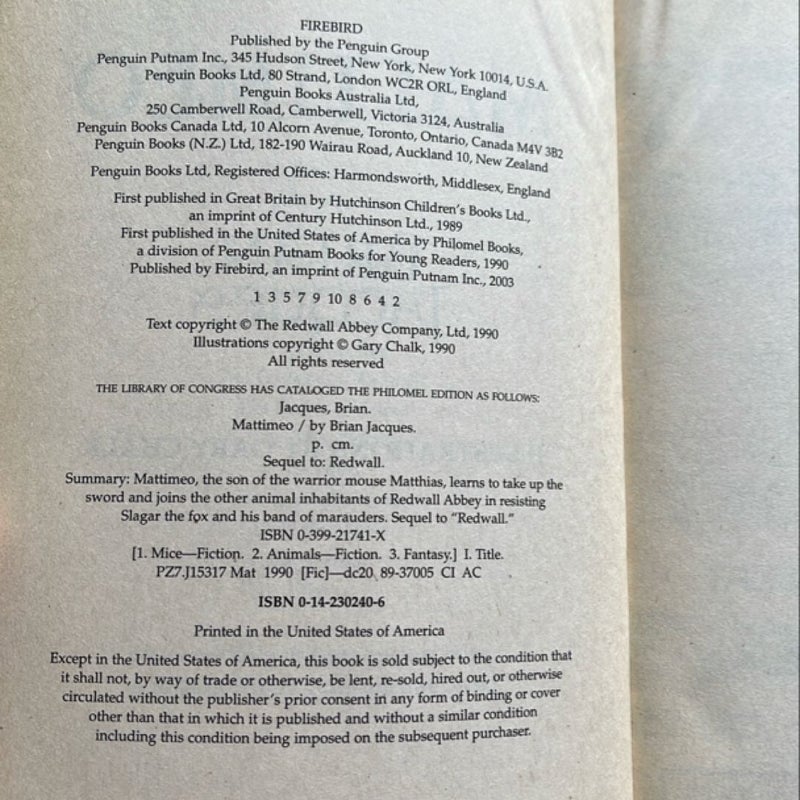 FIREBIRD
Published by the Penguin Group
Penguin Putnam Inc., 345 Hudson Street, New York, New York 10014, U.S.A.
Penguin Books Ltd, 80 Strand, London WC2R ORL, England
Penguin Books Australia Ltd,
250 Camberwell Road, Camberwell, Victoria 3124, Australia
Penguin Books Canada Ltd, 10 Alcorn Avenue, Toronto, Ontario, Canada M4V 3B2
Penguin Books (N.Z.) Ltd, 182-190 Wairau Road, Auckland 10, New Zealand
Penguin Books Ltd, Registered Offices: Harmondsworth, Middlesex, England
First published in Great Britain by Hutchinson Children's Books Ltd.,
an imprint of Century Hutchinson Ltd., 1989
First published in the United States of America by Philomel Books,
a division of Penguin Putnam Books for Young Readers, 1990
Published by Firebird, an imprint of Penguin Putnam Inc., 2003
1 3 5 7 9 10 8 6 4 2
Text copyright © The Redwall Abbey Company, Ltd, 1990
Illustrations copyright © Gary Chalk, 1990
All rights reserved
THE LIBRARY OF CONGRESS HAS CATALOGED THE PHILOMEL EDITION AS FOLLOWS:
Jacques, Brian.
Mattimeo / by Brian Jacques.
p. cm.
Sequel to: Redwall.
Summary: Mattimeo, the son of the warrior mouse Matthias, learns to take up the
sword and joins the other animal inhabitants of Redwall Abbey in resisting
Slagar the fox and his band of marauders. Sequel to "Redwall."
ISBN 0-399-21741-X
[1. Mice—Fiction. 2. Animals—Fiction. 3. Fantasy.] I. Title.
PZ7.J15317 Mat 1990 [Fic]—dc20 89-37005 CI AC
ISBN 0-14-230240-6
Printed in the United States of America
Except in the United States of America, this book is sold subject to the condition that
it shall not, by way of trade or otherwise, be lent, re-sold, hired out, or otherwise
circulated without the publisher's prior consent in any form of binding or cover
other than that in which it is published and without a similar condition
including this condition being imposed on the subsequent purchaser.